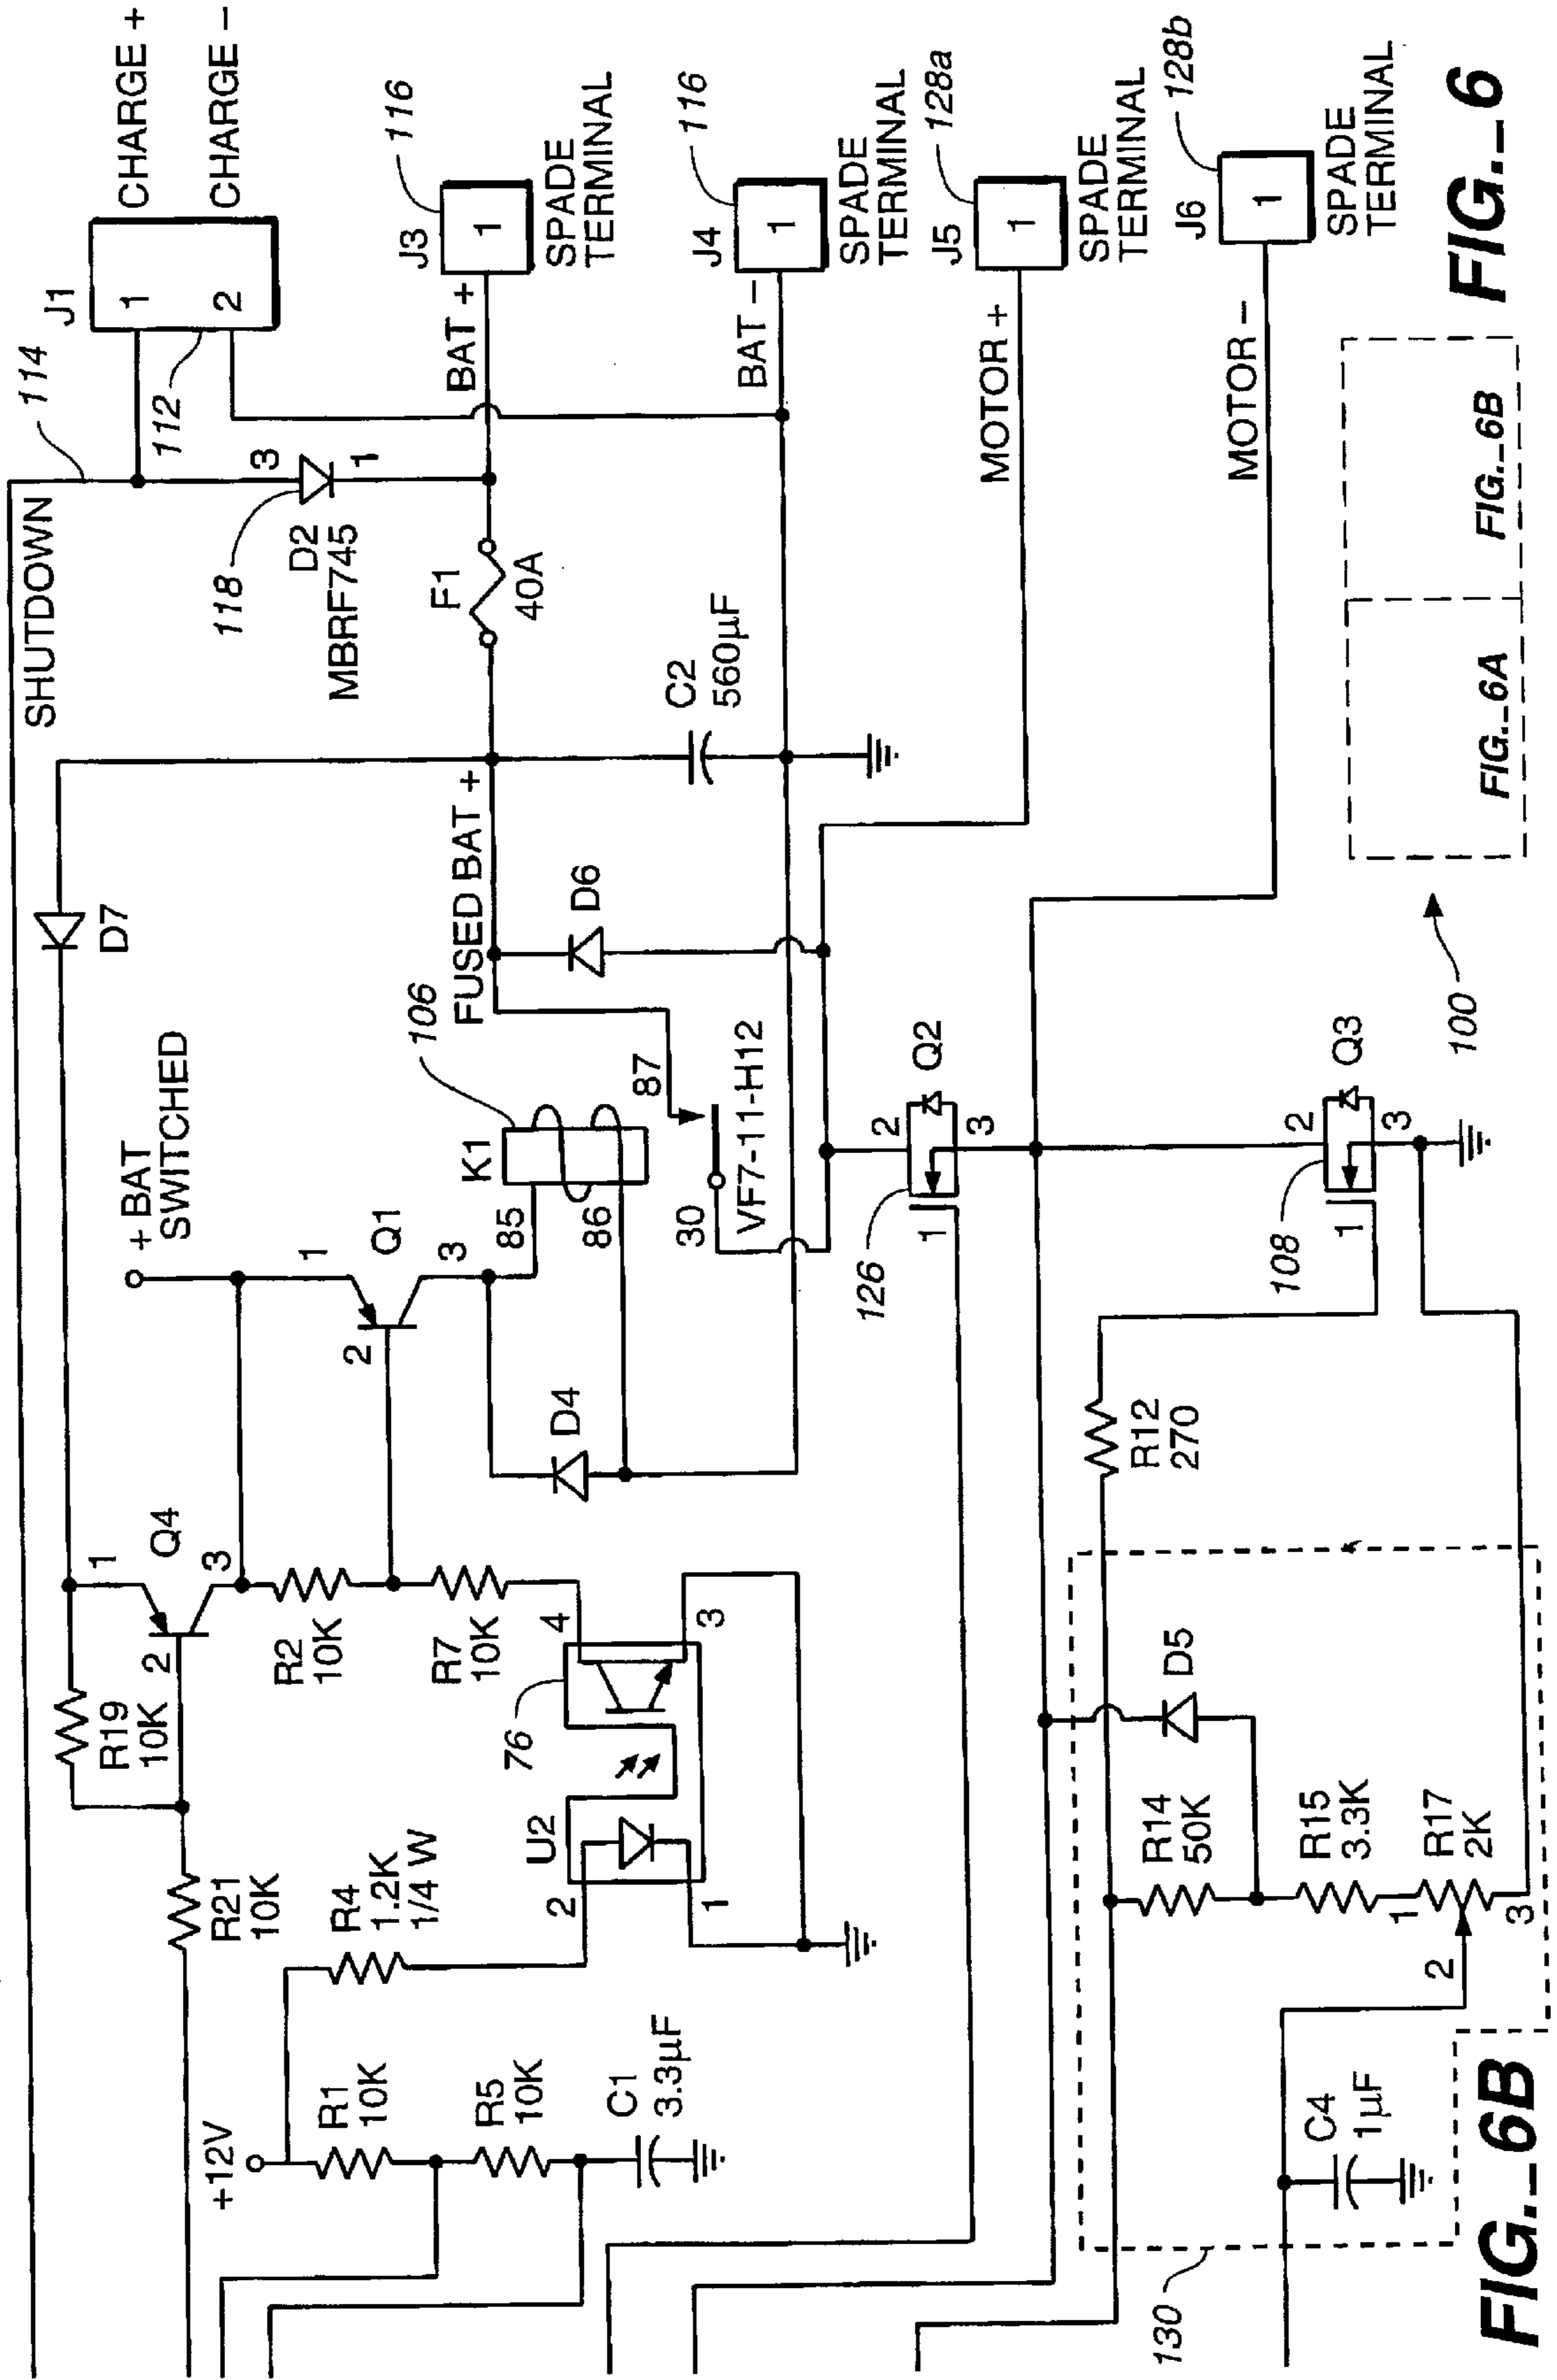 SHUTDOWN
114
J1
1
2
CHARGE +
CHARGE -
112
3
1
118
D2
MBRF745
116
J3
1
SPADE
TERMINAL
BAT +
F1
40A
116
J4
1
SPADE
TERMINAL
BAT -
C2
560µF
D7
FUSED BAT +
D6
128a
J5
1
SPADE
TERMINAL
MOTOR +
128b
J6
1
SPADE
TERMINAL
MOTOR -
+ BAT
SWITCHED
106
K1
85
86
87
30
VF7-11-H12
1
Q1
2
3
D4
Q4
1
2
3
R19
10K
R21
10K
R2
10K
R7
10K
76
U2
4
3
2
1
R4
1.2K
1/4 W
+12V
R1
10K
R5
10K
C1
3.3µF
126
2
Q2
3
1
108
2
Q3
3
1
R12
270
D5
R14
50K
R15
3.3K
R17
2K
1
2
3
C4
1µF
130
100
FIG._6A
FIG._6B
FIG._6B
FIG._6